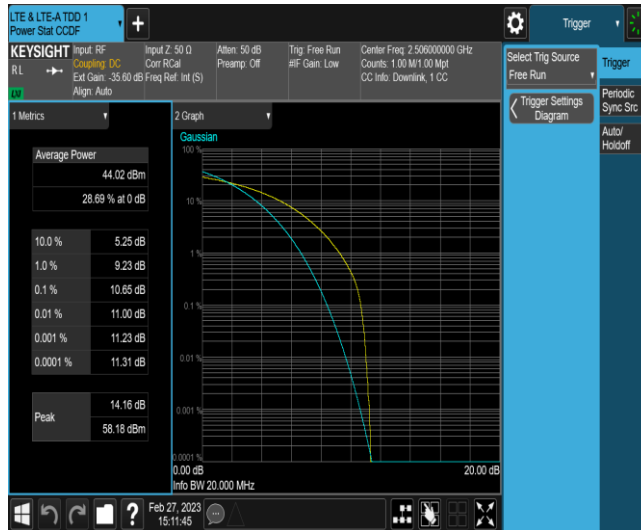 LTE & LTE-A TDD 1
Power Stat CCDF
Trigger
KEYSIGHT
RL
LNI
Input: RF
Coupling: DC
Ext Gain: -35.60 dB
Align: Auto
Input Z: 50 Ω
Corr RCal
Freq Ref: Int (S)
Atten: 50 dB
Preamp: Off
Trig: Free Run
#IF Gain: Low
Center Freq: 2.506000000 GHz
Counts: 1.00 M/1.00 Mpt
CC Info: Downlink, 1 CC
Select Trig Source
Free Run
Trigger Settings
Diagram
Trigger
Periodic
Sync Src
Auto/
Holdoff
1 Metrics
Average Power
44.02 dBm
28.69 % at 0 dB
10.0 % 5.25 dB
1.0 % 9.23 dB
0.1 % 10.65 dB
0.01 % 11.00 dB
0.001 % 11.23 dB
0.0001 % 11.31 dB
Peak
14.16 dB
58.18 dBm
2 Graph
Gaussian
100 %
10 %
1 %
0.1 %
0.01 %
0.001 %
0.0001 %
0.00 dB
20.00 dB
Info BW 20.000 MHz
?
Feb 27, 2023
15:11:45